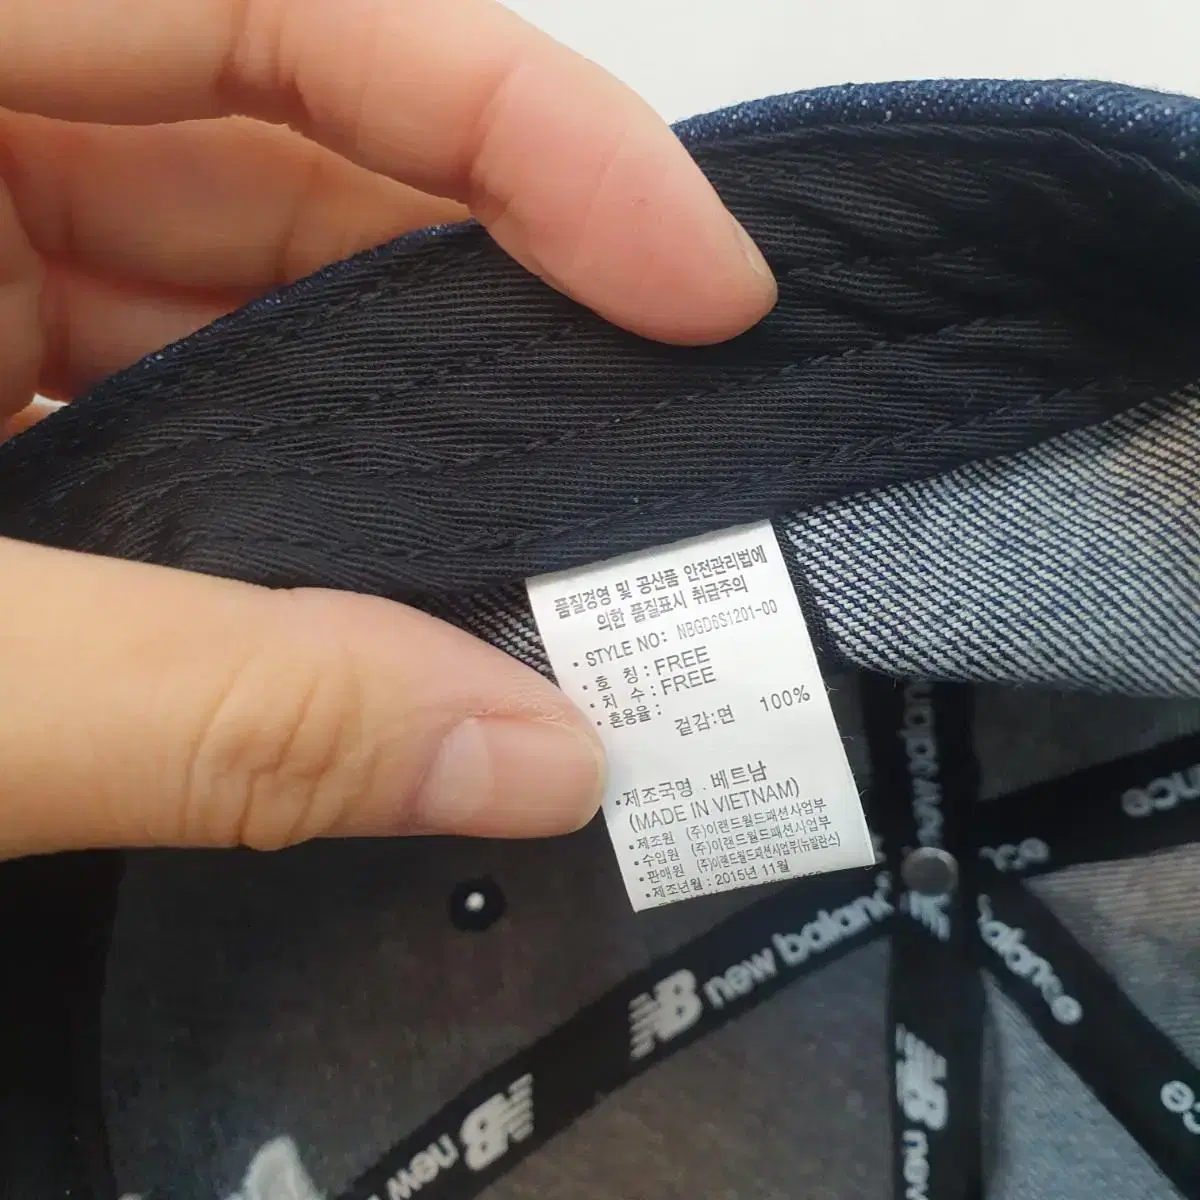 품질경영 및 공산품 안전관리법에
의한 품질표시 취급주의
• STYLE NO: NBGD6S1201-00
• 호 칭 : FREE
• 치 수 : FREE
• 혼용율 :
겉감:면 100%
• 제조국명 . 베트남
(MADE IN VIETNAM)
• 제조원 (주)이랜드월드패션사업부
• 수입원 (주)이랜드월드패션사업부
• 판매원 (주)이랜드월드패션사업부(뉴발란스)
• 제조년월 : 2015년 11월
new balance
NB new balance
NB new
new
alance
ce